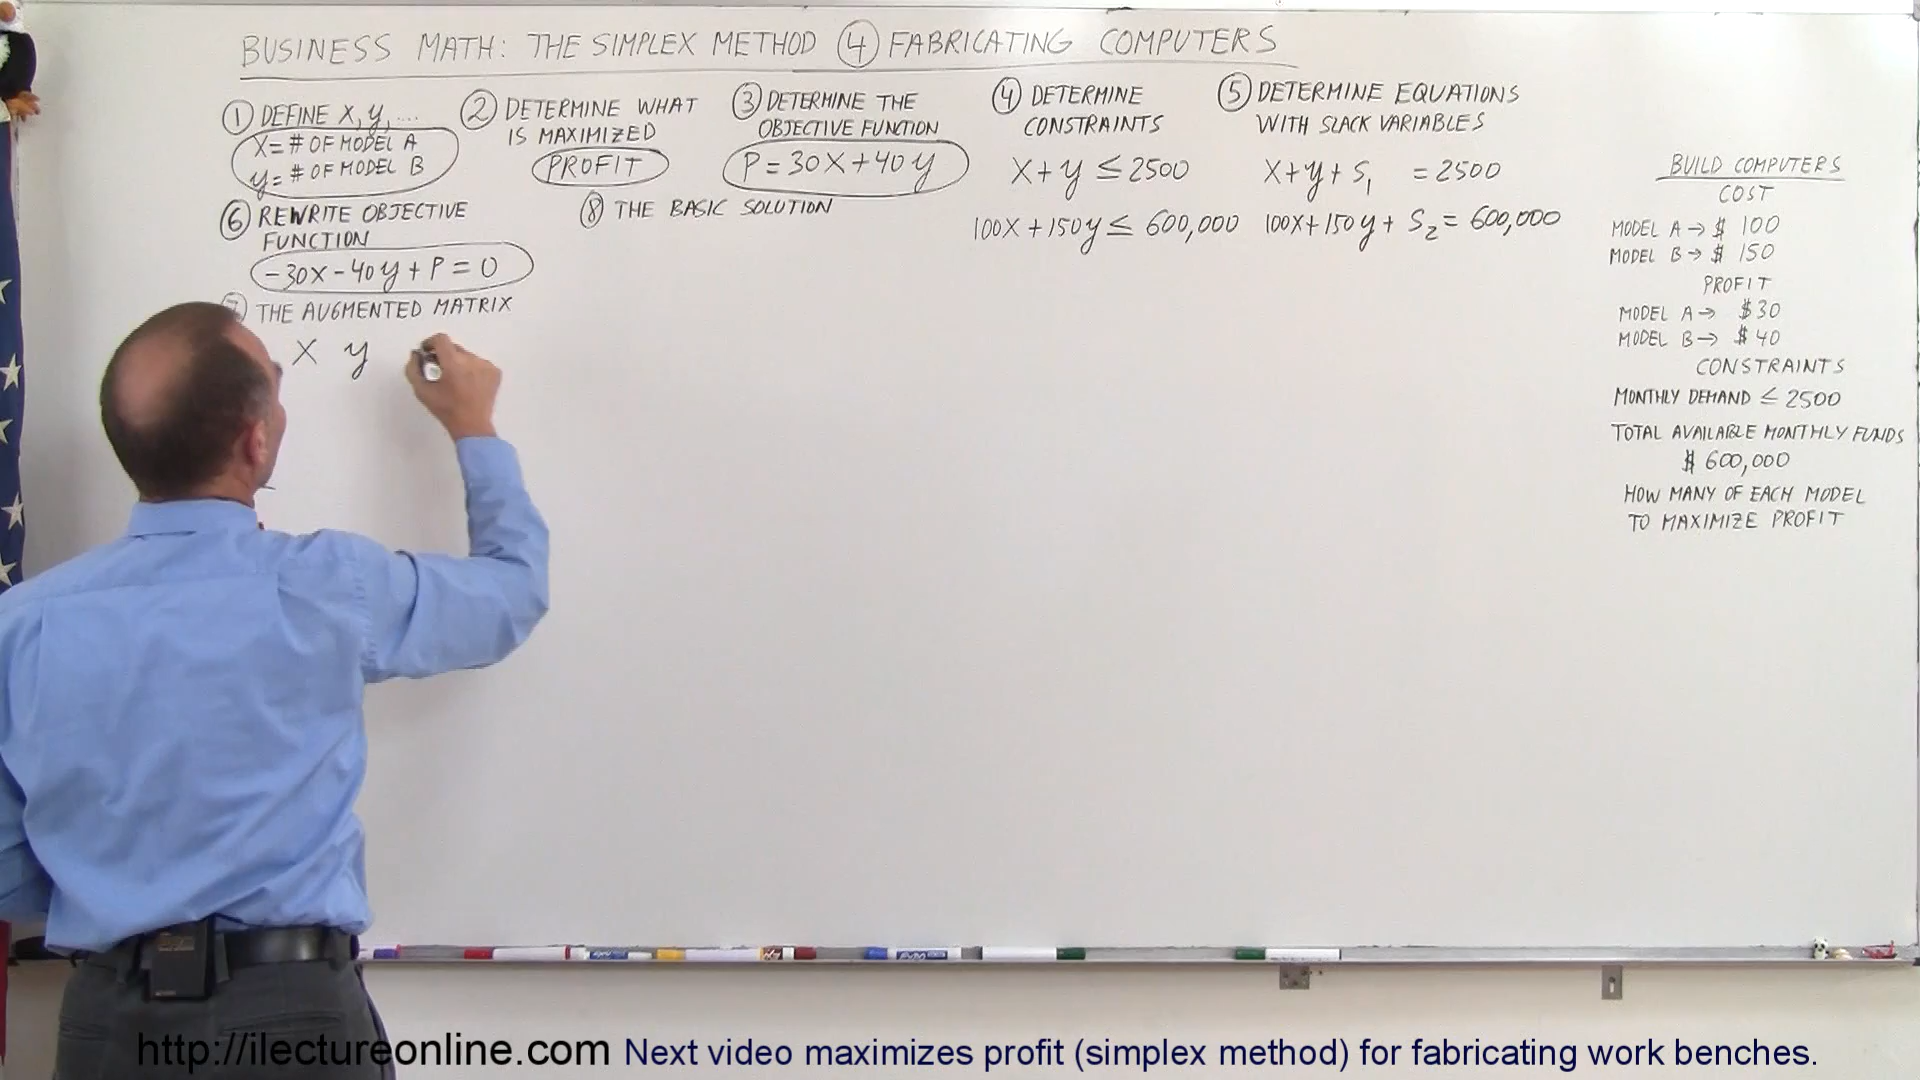 BUSINESS MATH: THE SIMPLEX METHOD ④ FABRICATING COMPUTERS
① DEFINE X, y, ....
X = # OF MODEL A
y = # OF MODEL B
② DETERMINE WHAT
IS MAXIMIZED
PROFIT
③ DETERMINE THE
OBJECTIVE FUNCTION
P = 30X + 40y
④ DETERMINE
CONSTRAINTS
X + y ≤ 2500
100X + 150y ≤ 600,000
⑤ DETERMINE EQUATIONS
WITH SLACK VARIABLES
X + y + S₁ = 2500
100X + 150y + S₂ = 600,000
⑥ REWRITE OBJECTIVE
FUNCTION
-30X - 40y + P = 0
⑦ THE AUGMENTED MATRIX
X y
⑧ THE BASIC SOLUTION
BUILD COMPUTERS
COST
MODEL A → $ 100
MODEL B → $ 150
PROFIT
MODEL A → $30
MODEL B → $40
CONSTRAINTS
MONTHLY DEMAND ≤ 2500
TOTAL AVAILABLE MONTHLY FUNDS
$ 600,000
HOW MANY OF EACH MODEL
TO MAXIMIZE PROFIT
http://ilectureonline.com Next video maximizes profit (simplex method) for fabricating work benches.